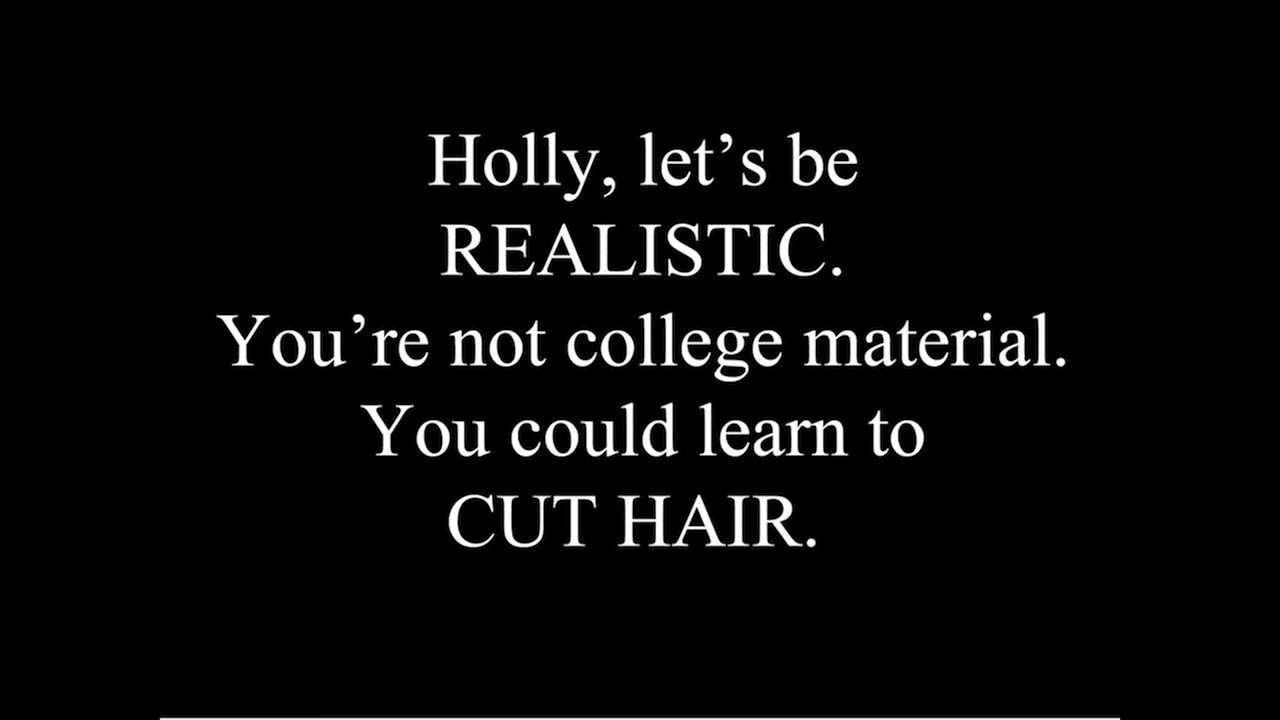 Holly, let’s be
REALISTIC.
You’re not college material.
You could learn to
CUT HAIR.